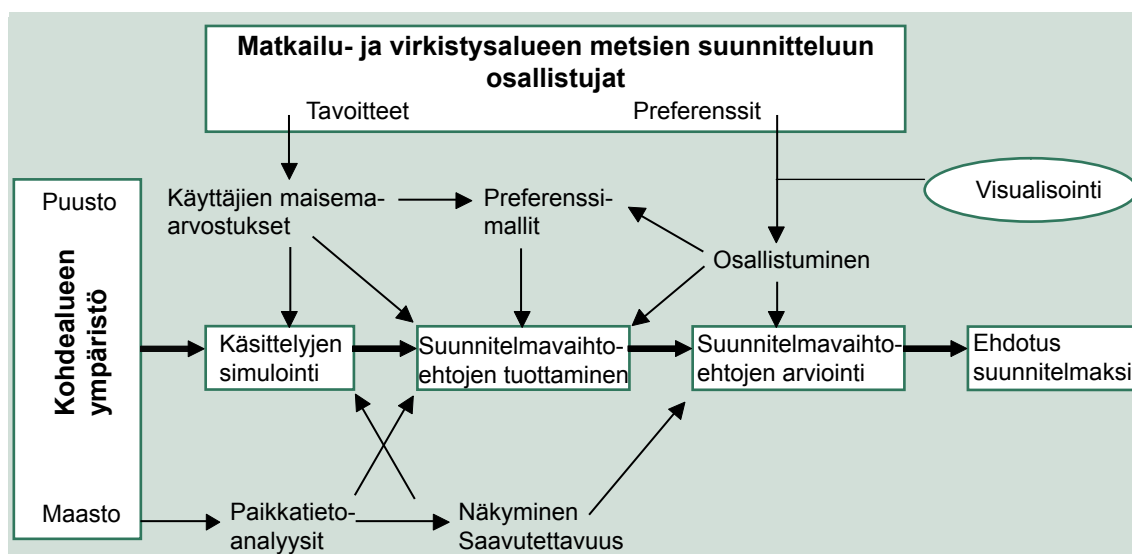 Matkailu- ja virkistysalueen metsien suunnitteluun
osallistujat
Tavoitteet
Preferenssit
Puusto
Kohdealueen
ympäristö
Maasto
Käyttäjien maisema-
arvostukset
Preferenssi-
mallit
Visualisointi
Osallistuminen
Käsittelyjen
simulointi
Suunnitelmavaihto-
ehtojen tuottaminen
Suunnitelmavaihto-
ehtojen arviointi
Ehdotus
suunnitelmaksi
Paikkatieto-
analyysit
Näkyminen
Saavutettavuus